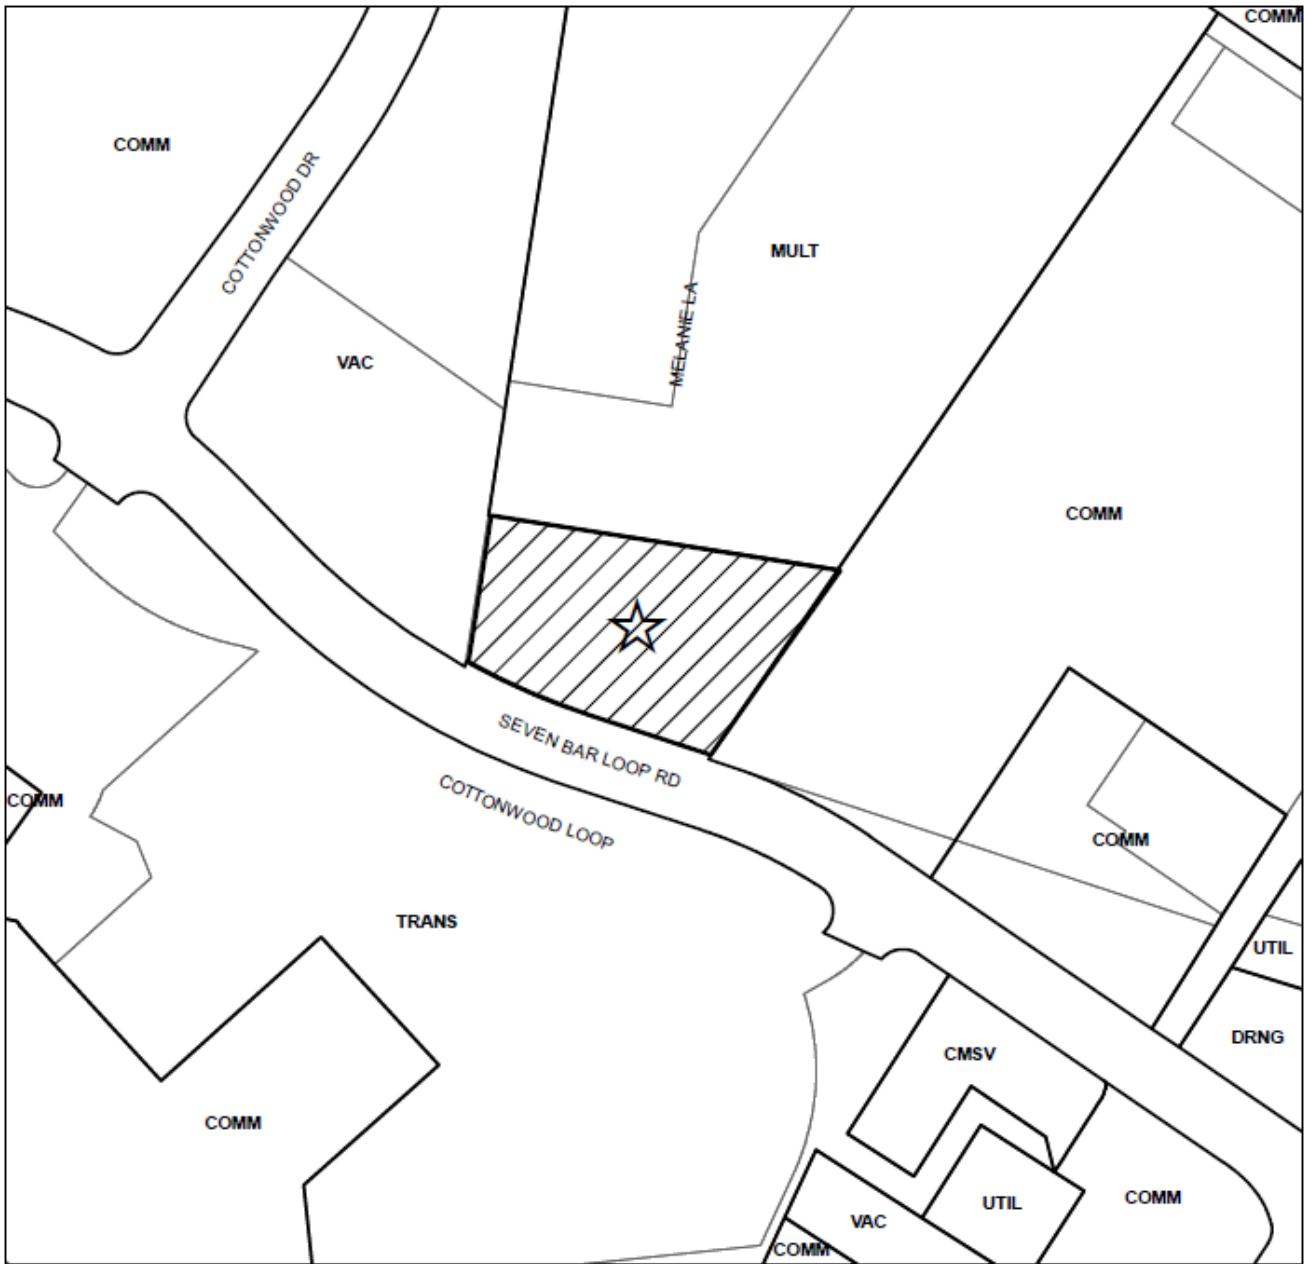 COMM
COMM
COTTONWOOD DR
MULT
MELANIE LA
VAC
COMM
SEVEN BAR LOOP RD
COTTONWOOD LOOP
COMM
COMM
TRANS
UTIL
DRNG
CMSV
COMM
COMM
UTIL
VAC
COMM